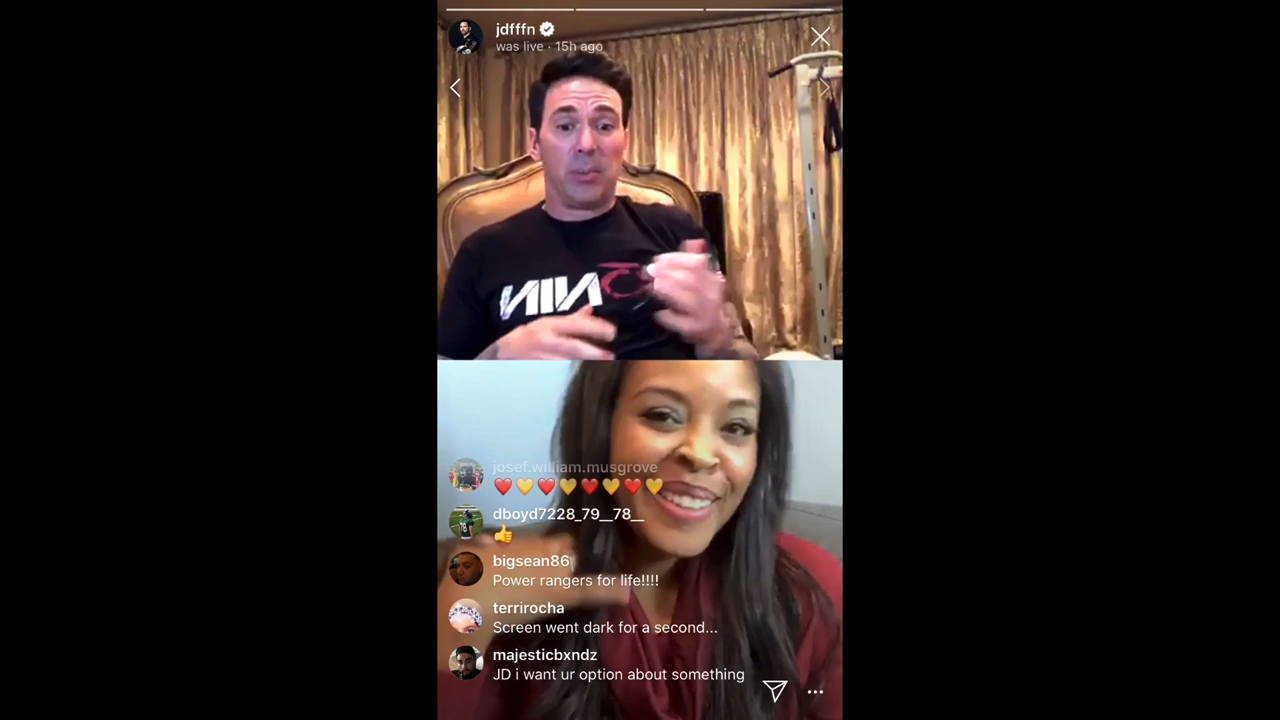 jdfffn
was live · 15h ago
josef.william.musgrove
❤️💛❤️💛❤️💛❤️💛
dboyd7228_79__78__
👍
bigsean86
Power rangers for life!!!!
terrirocha
Screen went dark for a second...
majesticbxndz
JD i want ur option about something